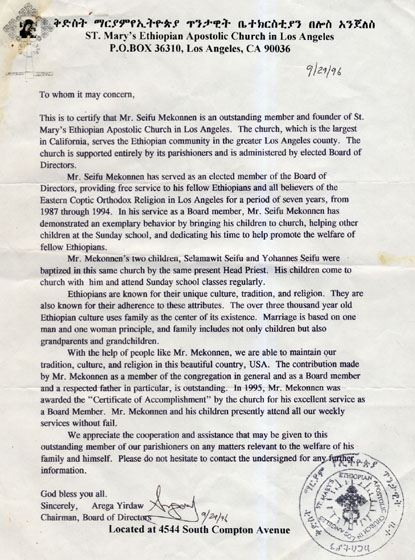 ቅድስት ማርያም የኢትዮጵያ ጥንታዊት ቤተክርስቲያን በሎስ አንጀለስ
ST. Mary's Ethiopian Apostolic Church in Los Angeles
P.O.BOX 36310, Los Angeles, CA 90036
9/29/96
To whom it may concern,
This is to certify that Mr. Seifu Mekonnen is an outstanding member and founder of St.
Mary's Ethiopian Apostolic Church in Los Angeles. The church, which is the largest
in California, serves the Ethiopian community in the greater Los Angeles county. The
church is supported entirely by its parishioners and is administered by elected Board of
Directors.
Mr. Seifu Mekonnen has served as an elected member of the Board of
Directors, providing free service to his fellow Ethiopians and all believers of the
Eastern Coptic Orthodox Religion in Los Angeles for a period of seven years, from
1987 through 1994. In his service as a Board member, Mr. Seifu Mekonnen has
demonstrated an exemplary behavior by bringing his children to church, helping other
children at the Sunday school, and dedicating his time to help promote the welfare of
fellow Ethiopians.
Mr. Mekonnen's two children, Selamawit Seifu and Yohannes Seifu were
baptized in this same church by the same present Head Priest. His children come to
church with him and attend Sunday school classes regularly.
Ethiopians are known for their unique culture, tradition, and religion. They are
also known for their adherence to these attributes. The over three thousand year old
Ethiopian culture uses family as the center of its existence. Marriage is based on one
man and one woman principle, and family includes not only children but also
grandparents and grandchildren.
With the help of people like Mr. Mekonnen, we are able to maintain our
tradition, culture, and religion in this beautiful country, USA. The contribution made
by Mr. Mekonnen as a member of the congregation in general and as a Board member
and a respected father in particular, is outstanding. In 1995, Mr. Mekonnen was
awarded the "Certificate of Accomplishment" by the church for his excellent service as
a Board Member. Mr. Mekonnen and his children presently attend all our weekly
services without fail.
We appreciate the cooperation and assistance that may be given to this
outstanding member of our parishioners on any matters relevant to the welfare of his
family and himself. Please do not hesitate to contact the undersigned for any further
information.
God bless you all.
Sincerely, Arega Yirdaw
Chairman, Board of Directors 9/29/96
Located at 4544 South Compton Avenue